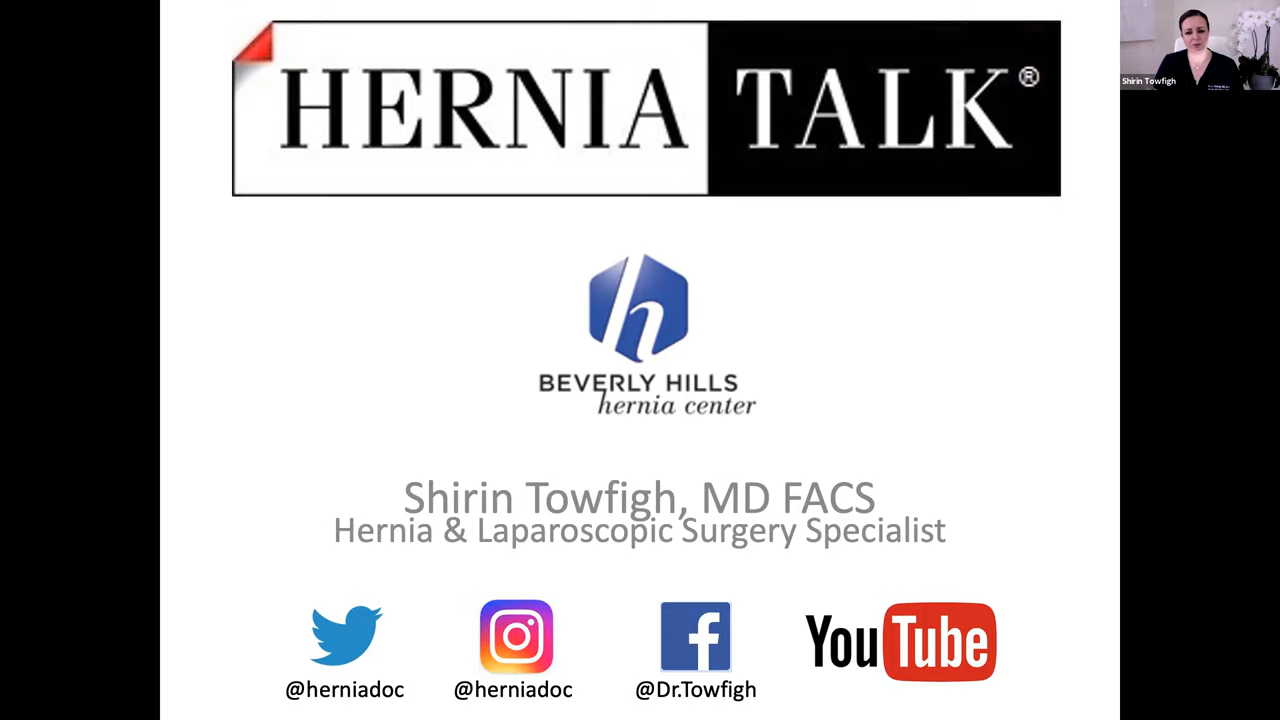 HERNIA TALK®
Shirin Towfigh
h
BEVERLY HILLS
hernia center
Shirin Towfigh, MD FACS
Hernia & Laparoscopic Surgery Specialist
YouTube
@herniadoc @herniadoc @Dr.Towfigh